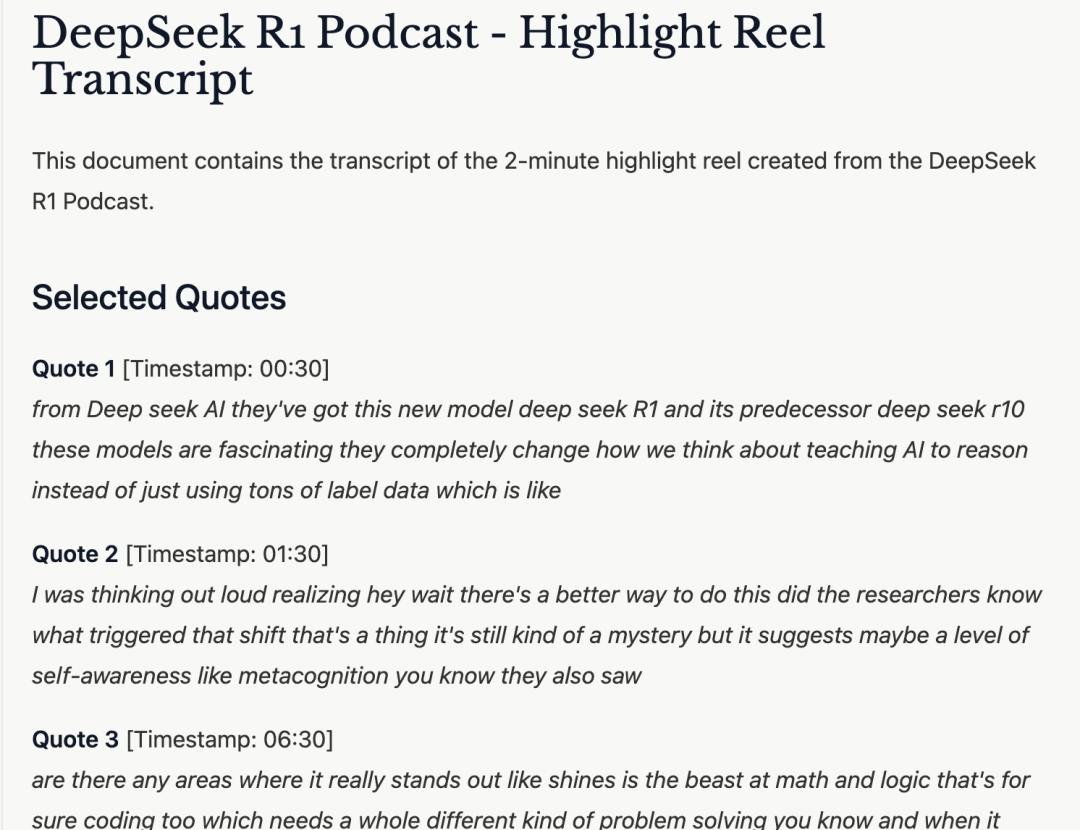 DeepSeek R1 Podcast - Highlight Reel
Transcript
This document contains the transcript of the 2-minute highlight reel created from the DeepSeek
R1 Podcast.
Selected Quotes
Quote 1 [Timestamp: 00:30]
from Deep seek AI they've got this new model deep seek R1 and its predecessor deep seek r10
these models are fascinating they completely change how we think about teaching AI to reason
instead of just using tons of label data which is like
Quote 2 [Timestamp: 01:30]
I was thinking out loud realizing hey wait there's a better way to do this did the researchers know
what triggered that shift that's a thing it's still kind of a mystery but it suggests maybe a level of
self-awareness like metacognition you know they also saw
Quote 3 [Timestamp: 06:30]
are there any areas where it really stands out like shines is the beast at math and logic that's for
sure coding too which needs a whole different kind of problem solving you know and when it